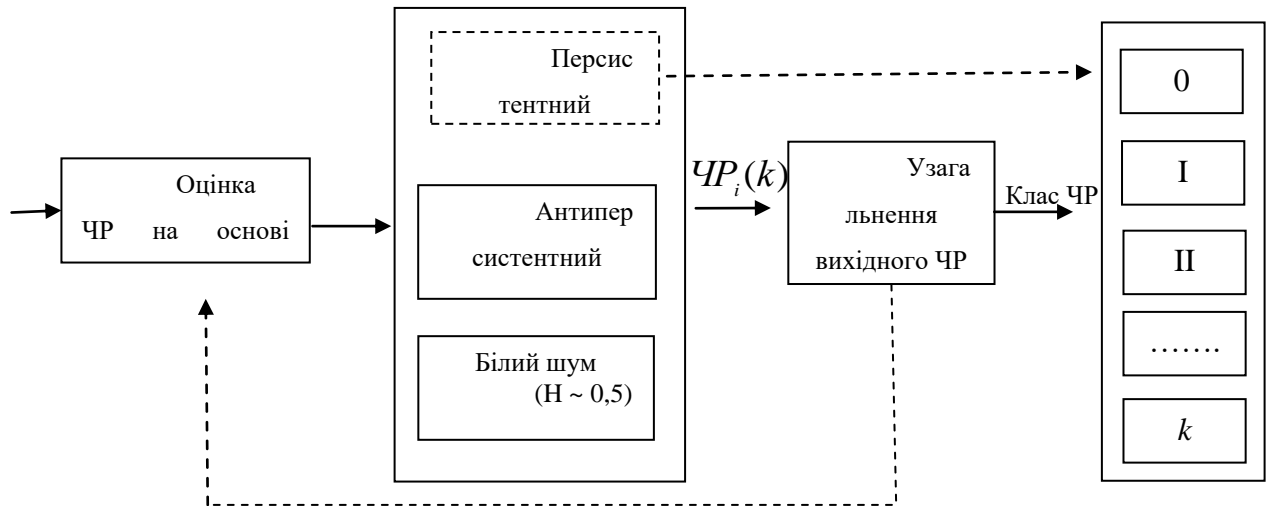 Оцінка
ЧР на основі
Персис
тентний
Антипер
систентний
Білий шум
(H ~ 0,5)
ЧР_i(k)
Узага
льнення
вихідного ЧР
Клас ЧР
0
I
II
.......
k